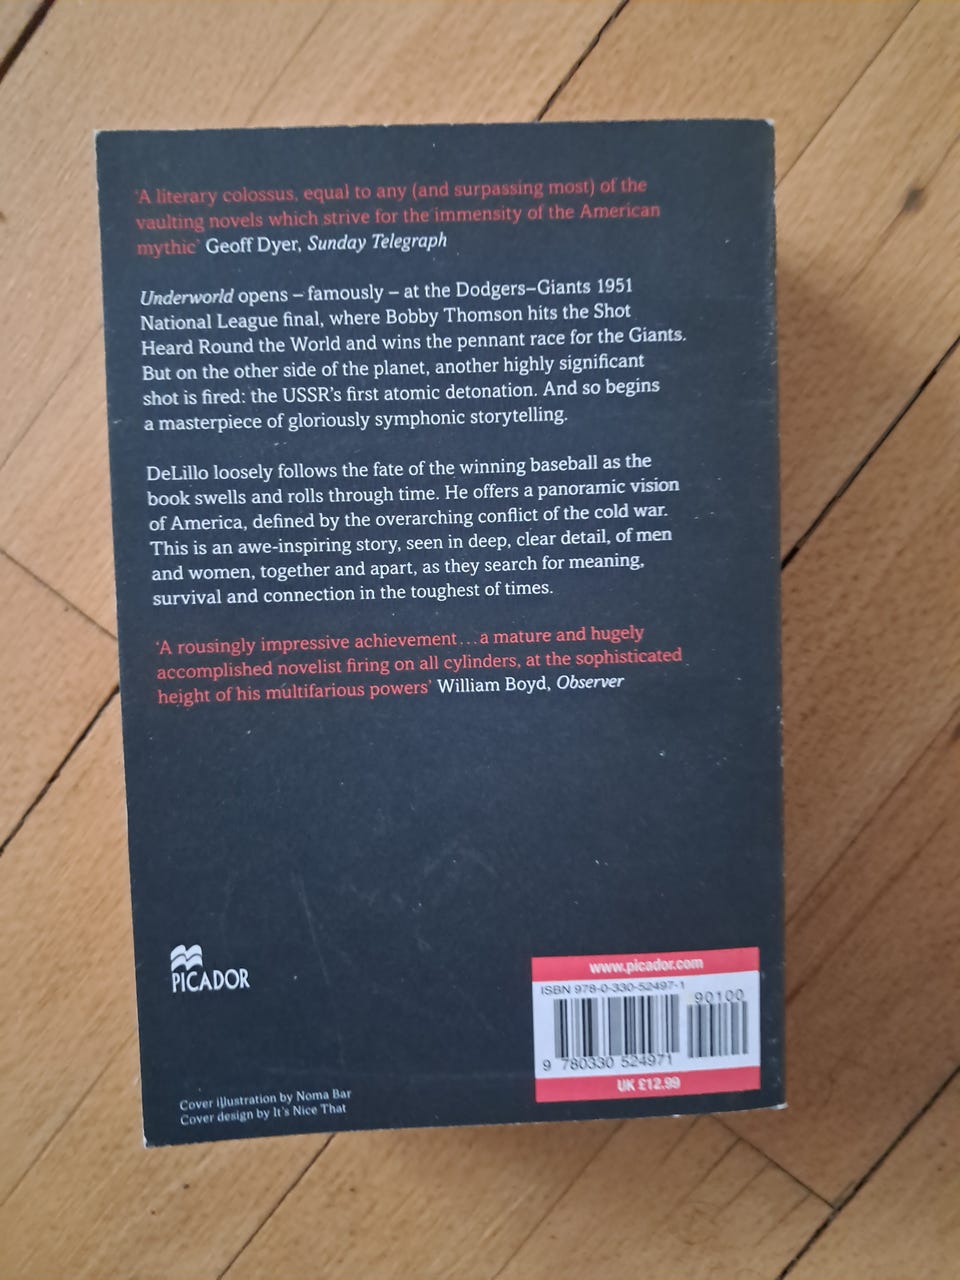 ‘A literary colossus, equal to any (and surpassing most) of the
vaulting novels which strive for the immensity of the American
mythic’ Geoff Dyer, Sunday Telegraph
Underworld opens – famously – at the Dodgers–Giants 1951
National League final, where Bobby Thomson hits the Shot
Heard Round the World and wins the pennant race for the Giants.
But on the other side of the planet, another highly significant
shot is fired: the USSR’s first atomic detonation. And so begins
a masterpiece of gloriously symphonic storytelling.
DeLillo loosely follows the fate of the winning baseball as the
book swells and rolls through time. He offers a panoramic vision
of America, defined by the overarching conflict of the cold war.
This is an awe-inspiring story, seen in deep, clear detail, of men
and women, together and apart, as they search for meaning,
survival and connection in the toughest of times.
‘A rousingly impressive achievement . . . a mature and hugely
accomplished novelist firing on all cylinders, at the sophisticated
height of his multifarious powers’ William Boyd, Observer
PICADOR
www.picador.com
ISBN 978-0-330-52497-1
90100
9 780330 524971
UK £12.99
Cover illustration by Noma Bar
Cover design by It’s Nice That